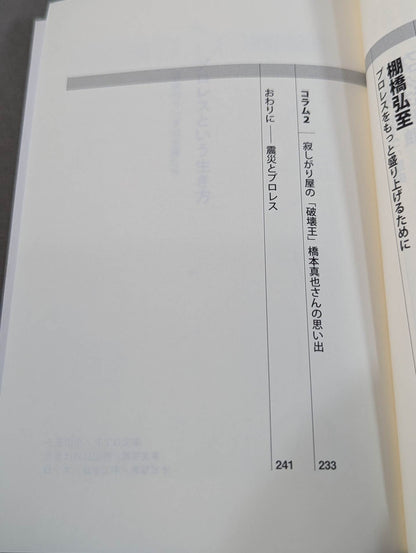 棚橋弘至
プロレスをもっと盛り上げるために
コラム2 寂しがり屋の「破壊王」橋本真也さんの思い出 233
おわりに――震災とプロレス 241